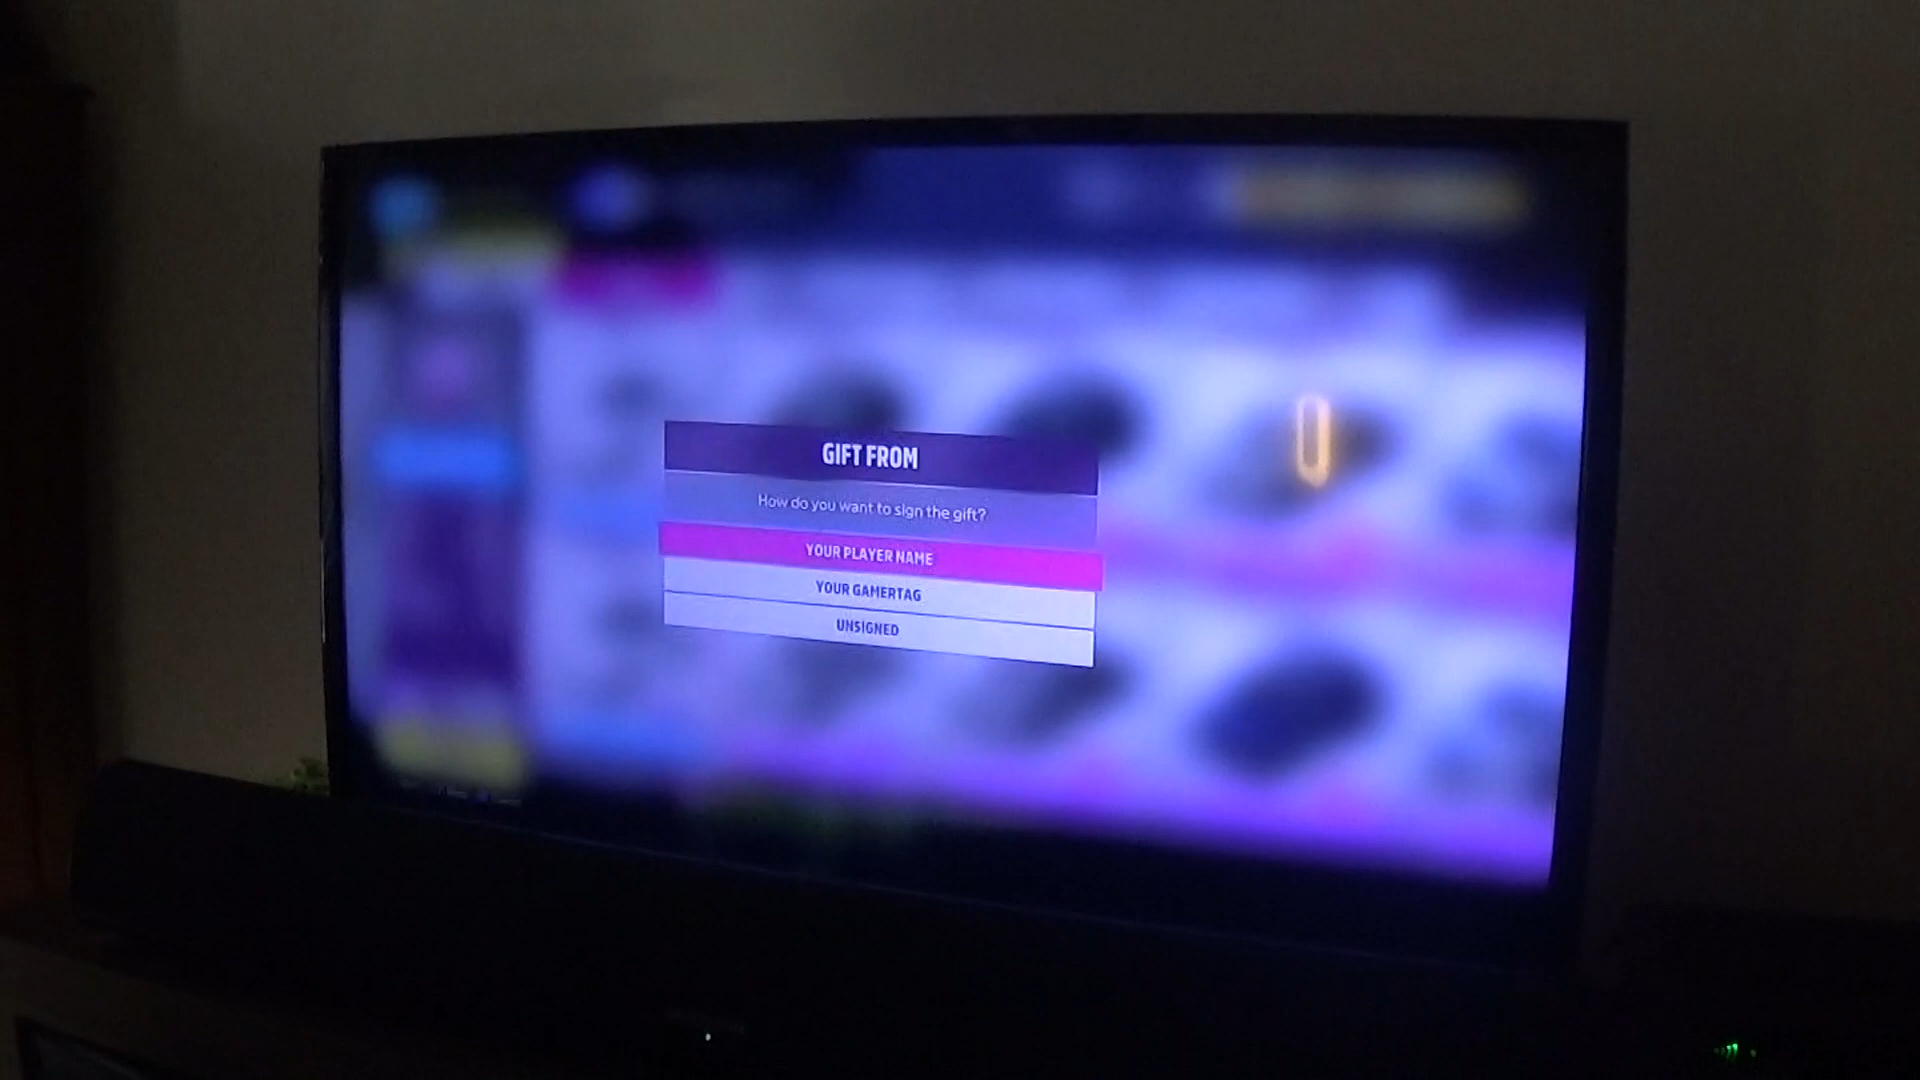 GIFT FROM
How do you want to sign the gift?
YOUR PLAYER NAME
YOUR GAMERTAG
UNSIGNED